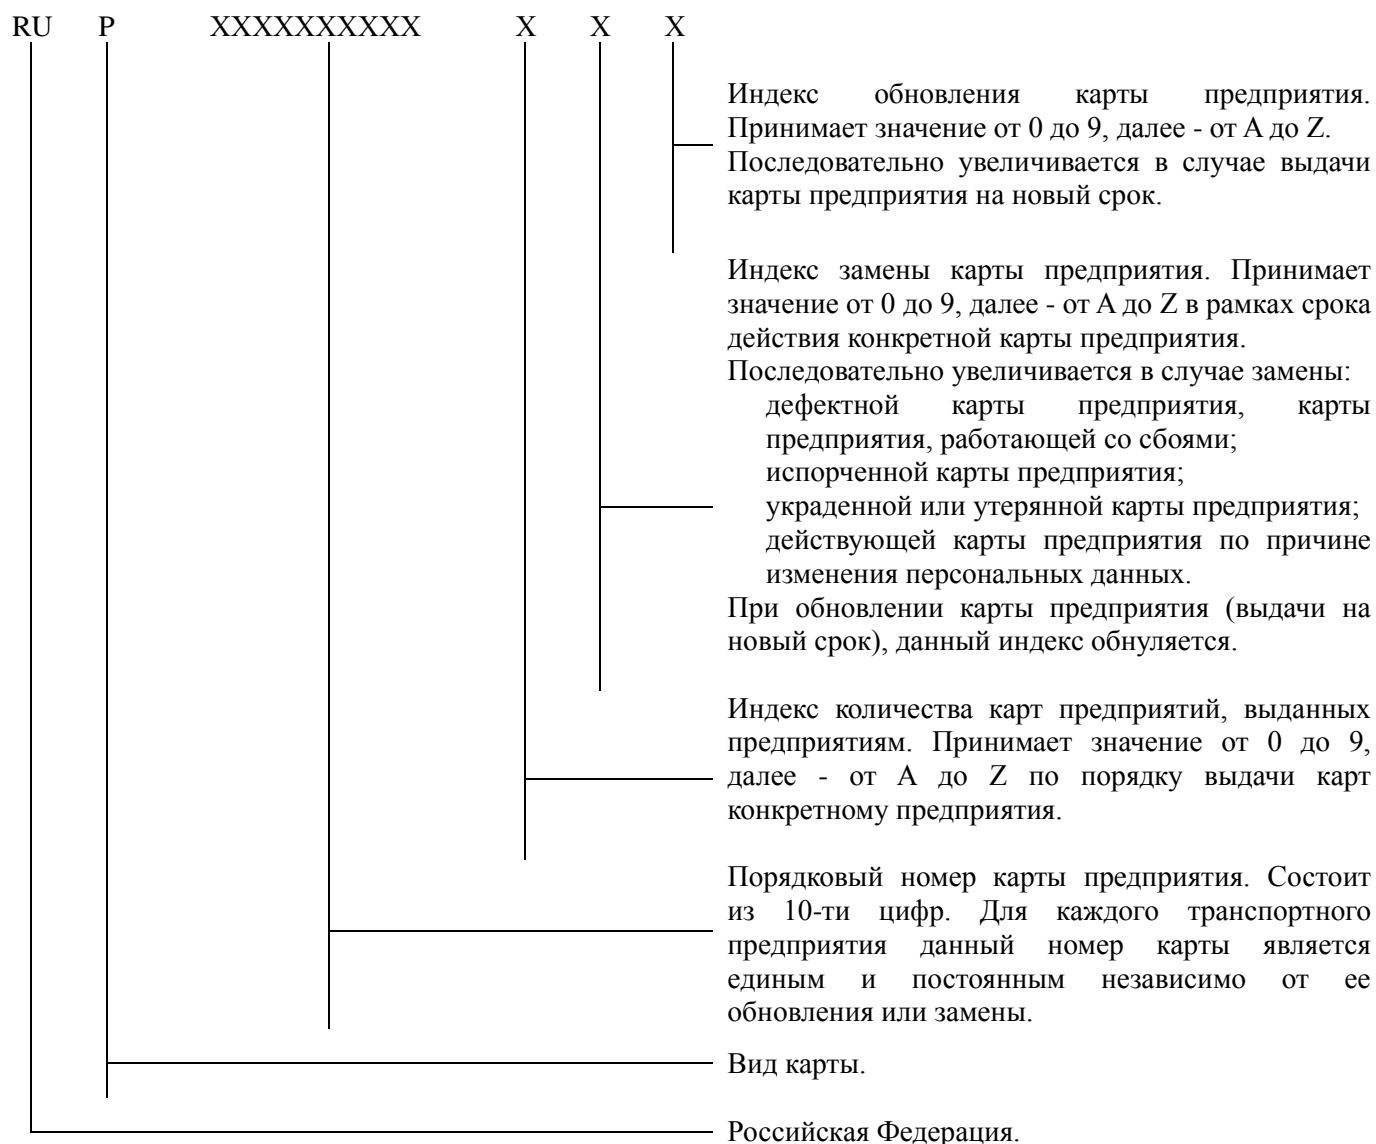 RU P XXXXXXXXXX X X X
Индекс обновления карты предприятия.
Принимает значение от 0 до 9, далее - от A до Z.
Последовательно увеличивается в случае выдачи
карты предприятия на новый срок.
Индекс замены карты предприятия. Принимает
значение от 0 до 9, далее - от A до Z в рамках срока
действия конкретной карты предприятия.
Последовательно увеличивается в случае замены:
дефектной карты предприятия, карты
предприятия, работающей со сбоями;
испорченной карты предприятия;
украденной или утерянной карты предприятия;
действующей карты предприятия по причине
изменения персональных данных.
При обновлении карты предприятия (выдачи на
новый срок), данный индекс обнуляется.
Индекс количества карт предприятий, выданных
предприятиям. Принимает значение от 0 до 9,
далее - от A до Z по порядку выдачи карт
конкретному предприятия.
Порядковый номер карты предприятия. Состоит
из 10-ти цифр. Для каждого транспортного
предприятия данный номер карты является
единым и постоянным независимо от ее
обновления или замены.
Вид карты.
Российская Федерация.